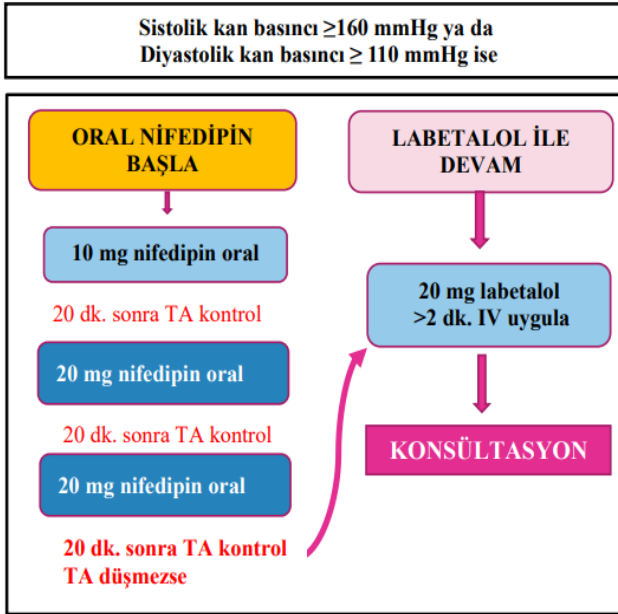 Sistolik kan basıncı ≥160 mmHg ya da
Diyastolik kan basıncı ≥ 110 mmHg ise
ORAL NİFEDİPİN
BAŞLA
10 mg nifedipin oral
20 dk. sonra TA kontrol
20 mg nifedipin oral
20 dk. sonra TA kontrol
20 mg nifedipin oral
20 dk. sonra TA kontrol
TA düşmezse
LABETALOL İLE
DEVAM
20 mg labetalol
>2 dk. IV uygula
KONSÜLTASYON